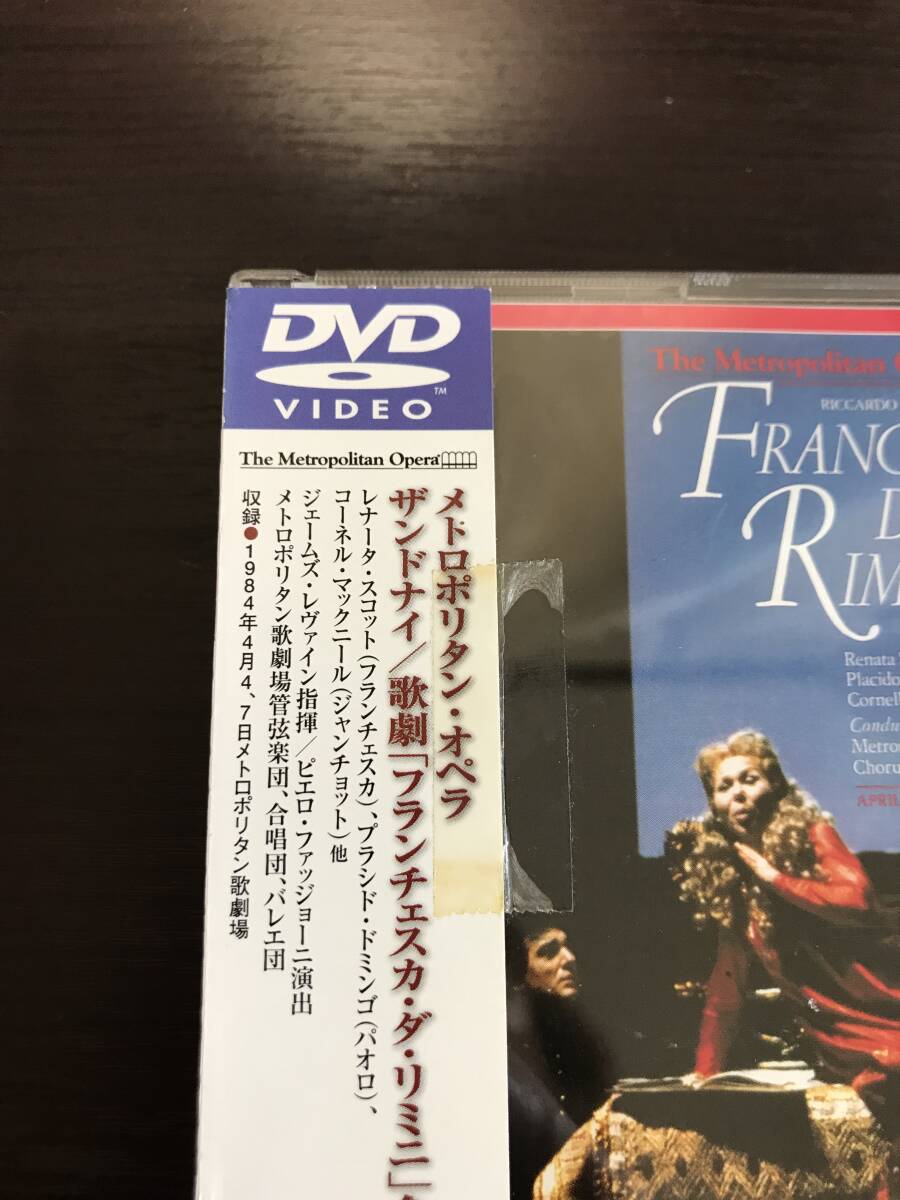 DVD
VIDEO
TM
The Metropolitan Opera
メトロポリタン・オペラ
ザンドナイ／歌劇「フランチェスカ・ダ・リミニ」
レナータ・スコット(フランチェスカ)、プラシド・ドミンゴ(パオロ)、
コーネル・マックニール(ジャンチョット)他
ジェームズ・レヴァイン指揮／ピエロ・ファッジョーニ演出
メトロポリタン歌劇場管弦楽団、合唱団、バレエ団
収録●1984年4月4、7日メトロポリタン歌劇場
The Metropolitan
RICCARDO
FRANC
D
RIM
Renata
Placido
Cornell
Condu
Metro
Choru
APRIL